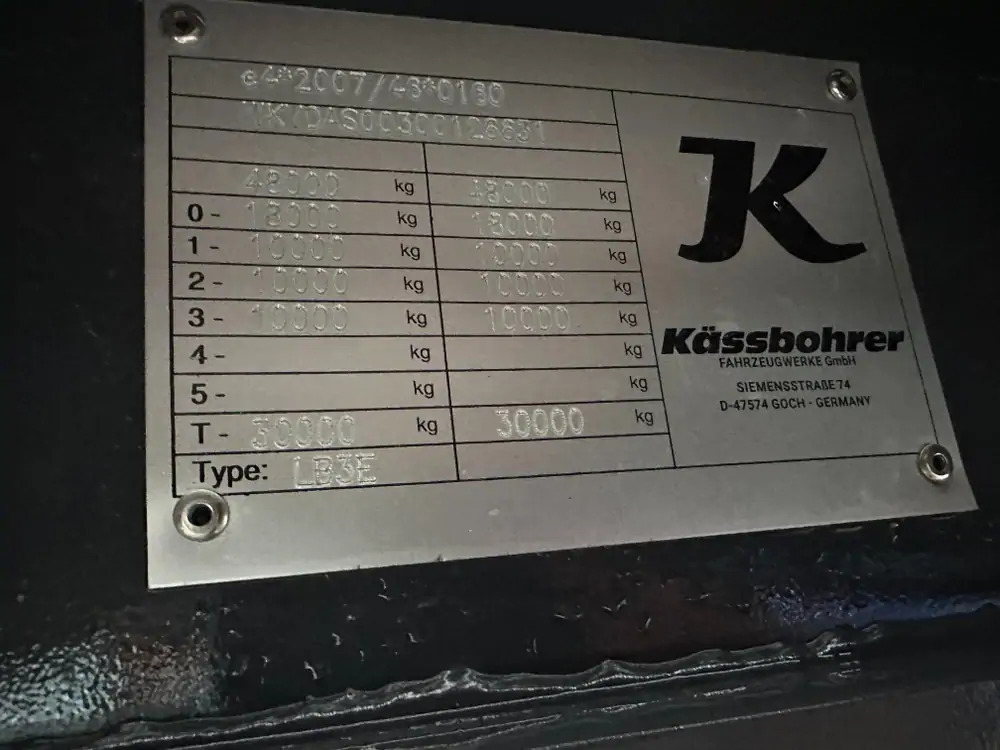 e4*2007/46*0160
WKVDAS00300126631
48000 kg 48000 kg
0- 18000 kg 18000 kg
1- 10000 kg 10000 kg
2- 10000 kg 10000 kg
3- 10000 kg 10000 kg
4- kg kg
5- kg kg
T- 30000 kg 30000 kg
Type: LB3E
K
Kässbohrer
FAHRZEUGWERKE GmbH
SIEMENSSTRAßE 74
D-47574 GOCH - GERMANY